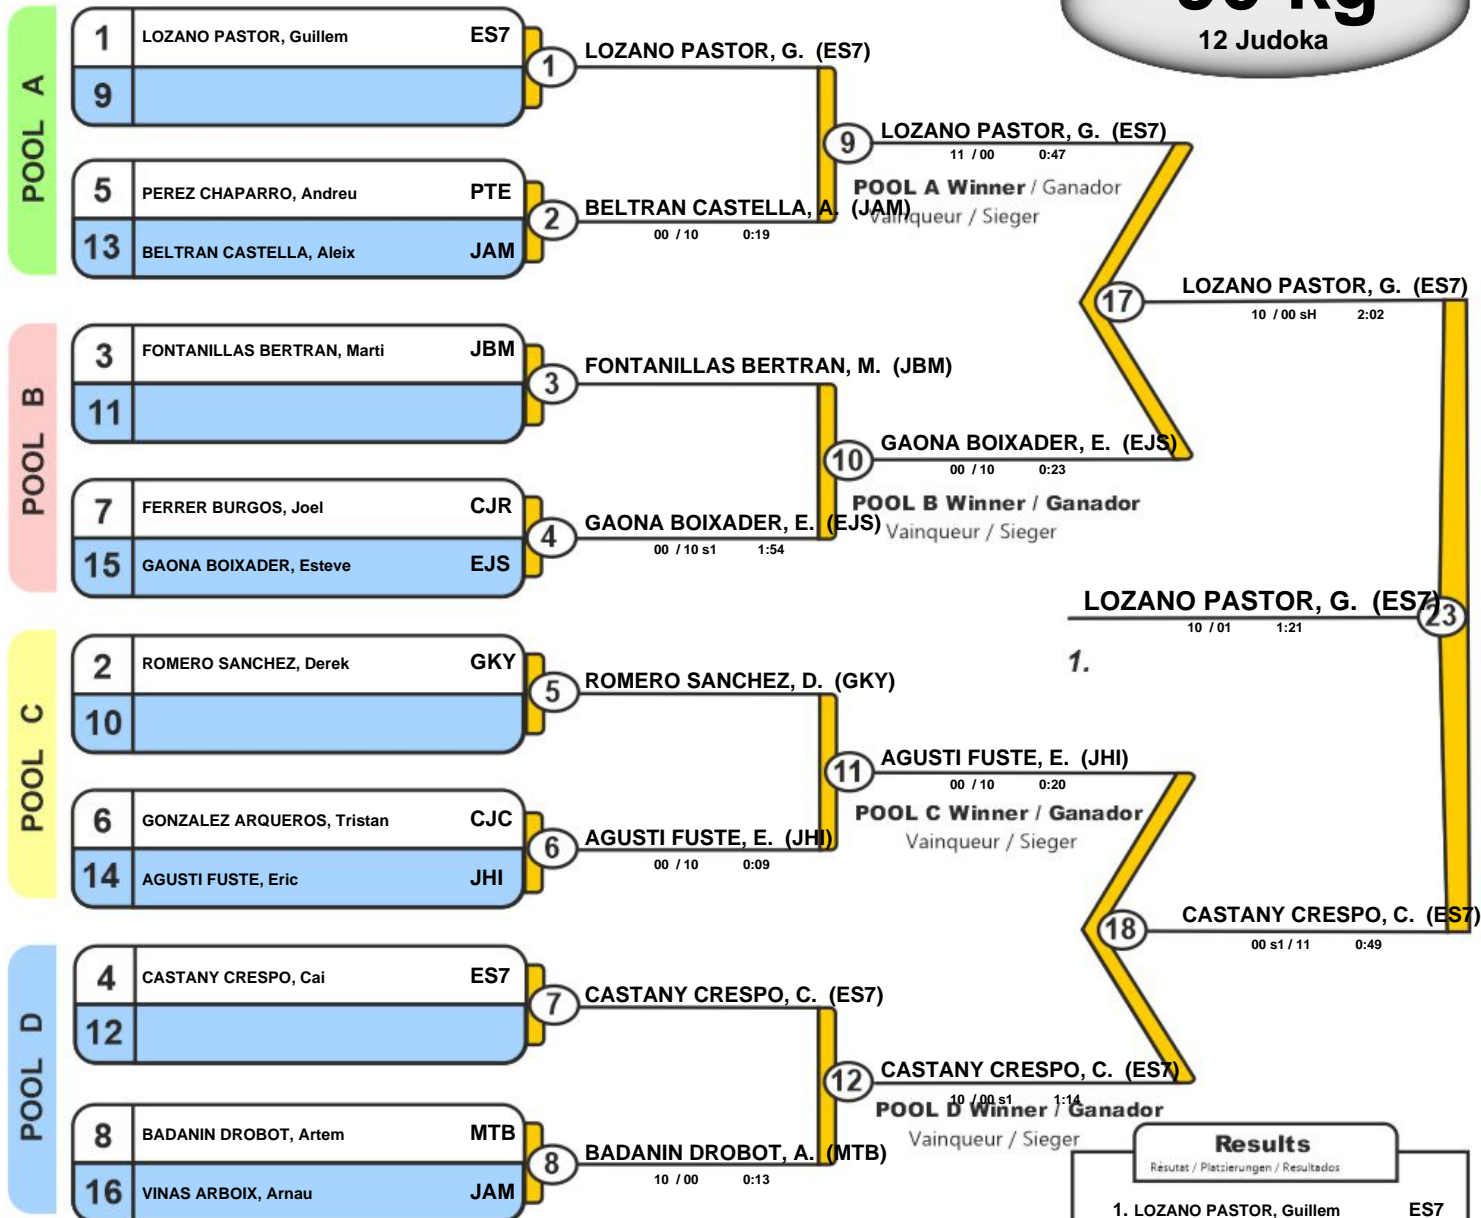 kg
12 Judoka
POOL A
1 LOZANO PASTOR, Guillem ES7
9
5 PEREZ CHAPARRO, Andreu PTE
13 BELTRAN CASTELLA, Aleix JAM
1 LOZANO PASTOR, G. (ES7)
2 BELTRAN CASTELLA, A. (JAM)
00 / 10 0:19
9 LOZANO PASTOR, G. (ES7)
11 / 00 0:47
POOL A Winner / Ganador
Vainqueur / Sieger
POOL B
3 FONTANILLAS BERTRAN, Marti JBM
11
7 FERRER BURGOS, Joel CJR
15 GAONA BOIXADER, Esteve EJS
3 FONTANILLAS BERTRAN, M. (JBM)
4 GAONA BOIXADER, E. (EJS)
00 / 10 s1 1:54
10 GAONA BOIXADER, E. (EJS)
00 / 10 0:23
POOL B Winner / Ganador
Vainqueur / Sieger
17 LOZANO PASTOR, G. (ES7)
10 / 00 sH 2:02
LOZANO PASTOR, G. (ES7) 23
10 / 01 1:21
1.
POOL C
2 ROMERO SANCHEZ, Derek GKY
10
6 GONZALEZ ARQUEROS, Tristan CJC
14 AGUSTI FUSTE, Eric JHI
5 ROMERO SANCHEZ, D. (GKY)
6 AGUSTI FUSTE, E. (JHI)
00 / 10 0:09
11 AGUSTI FUSTE, E. (JHI)
00 / 10 0:20
POOL C Winner / Ganador
Vainqueur / Sieger
18 CASTANY CRESPO, C. (ES7)
00 s1 / 11 0:49
POOL D
4 CASTANY CRESPO, Cai ES7
12
8 BADANIN DROBOT, Artem MTB
16 VINAS ARBOIX, Arnau JAM
7 CASTANY CRESPO, C. (ES7)
8 BADANIN DROBOT, A. (MTB)
10 / 00 0:13
12 CASTANY CRESPO, C. (ES7)
10 / 00 s1 1:14
POOL D Winner / Ganador
Vainqueur / Sieger
Results
Résutat / Platzierungen / Resultados
1. LOZANO PASTOR, Guillem ES7